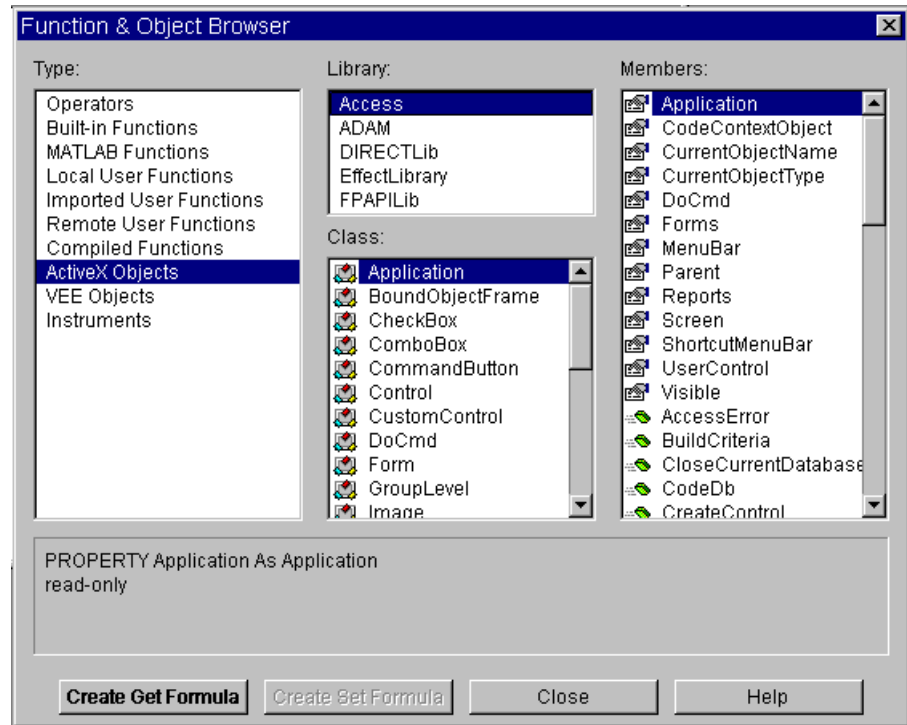 Function & Object Browser
Type:
Operators
Built-in Functions
MATLAB Functions
Local User Functions
Imported User Functions
Remote User Functions
Compiled Functions
ActiveX Objects
VEE Objects
Instruments
Library:
Access
ADAM
DIRECTLib
EffectLibrary
FPAPILib
Class:
Application
BoundObjectFrame
CheckBox
ComboBox
CommandButton
Control
CustomControl
DoCmd
Form
GroupLevel
Image
Members:
Application
CodeContextObject
CurrentObjectName
CurrentObjectType
DoCmd
Forms
MenuBar
Parent
Reports
Screen
ShortcutMenuBar
UserControl
Visible
AccessError
BuildCriteria
CloseCurrentDatabase
CodeDb
CreateControl
PROPERTY Application As Application
read-only
Create Get Formula
Create Set Formula
Close
Help